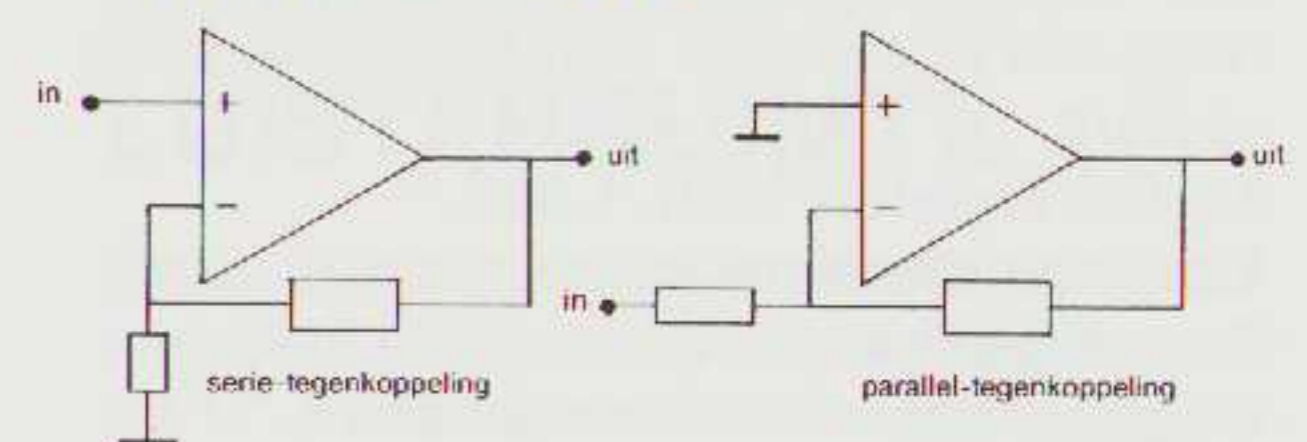 in
+
−
uit
serie-tegenkoppeling
+
−
uit
in
parallel-tegenkoppeling